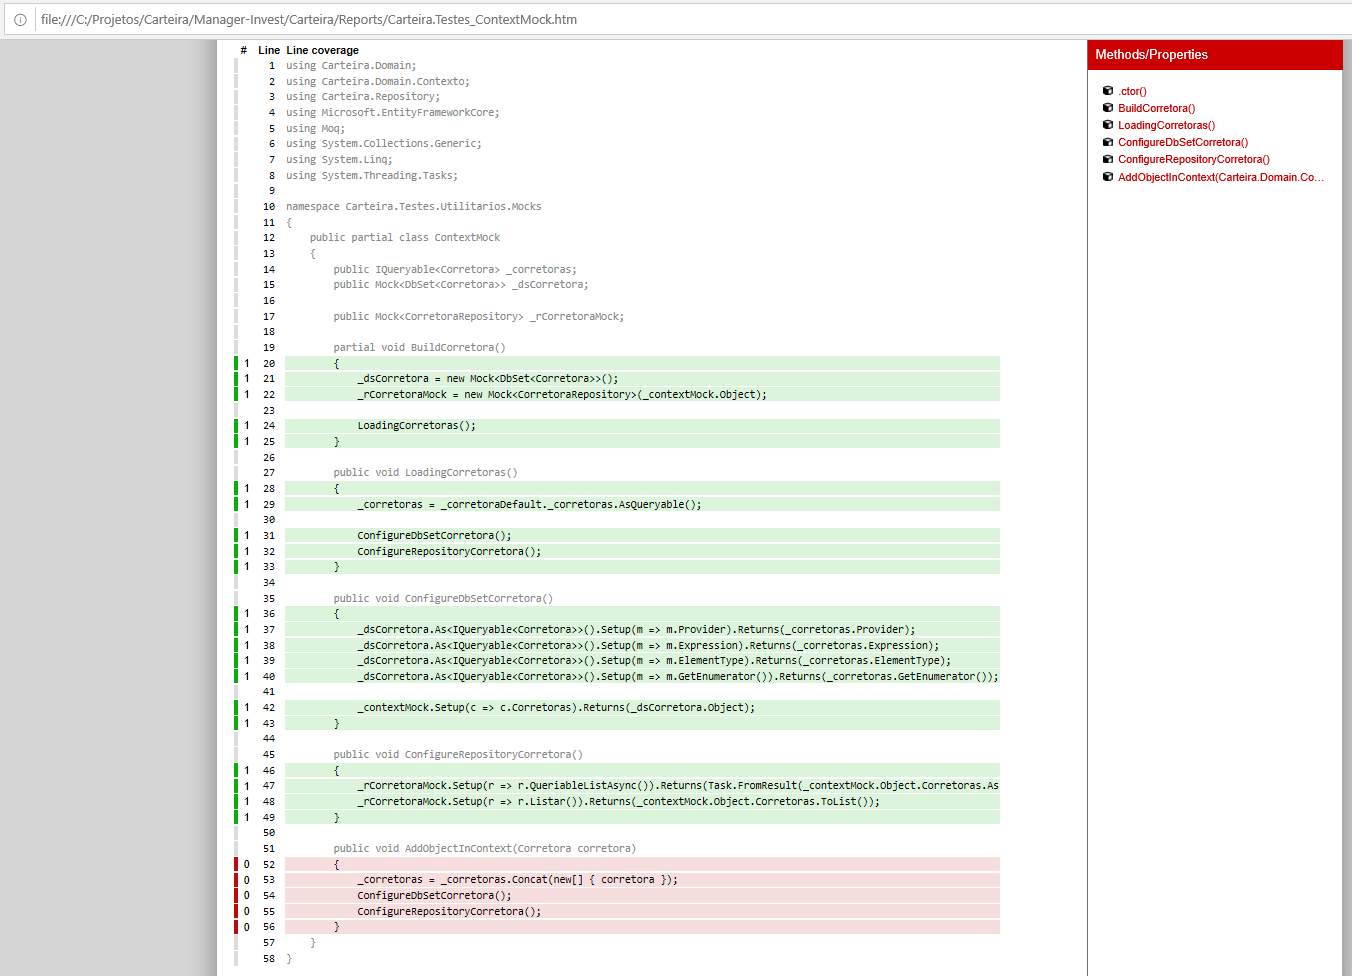 file:///C:/Projetos/Carteira/Manager-Invest/Carteira/Reports/Carteira.Testes_ContextMock.htm
# Line Line coverage
1 using Carteira.Domain;
2 using Carteira.Domain.Contexto;
3 using Carteira.Repository;
4 using Microsoft.EntityFrameworkCore;
5 using Moq;
6 using System.Collections.Generic;
7 using System.Linq;
8 using System.Threading.Tasks;
9
10 namespace Carteira.Testes.Utilitarios.Mocks
11 {
12 public partial class ContextMock
13 {
14 public IQueryable<Corretora> _corretoras;
15 public Mock<DbSet<Corretora>> _dsCorretora;
16
17 public Mock<CorretoraRepository> _rCorretoraMock;
18
19 partial void BuildCorretora()
1 20 {
1 21 _dsCorretora = new Mock<DbSet<Corretora>>();
1 22 _rCorretoraMock = new Mock<CorretoraRepository>(_contextMock.Object);
23
1 24 LoadingCorretoras();
1 25 }
26
27 public void LoadingCorretoras()
1 28 {
1 29 _corretoras = _corretoraDefault._corretoras.AsQueryable();
30
1 31 ConfigureDbSetCorretora();
1 32 ConfigureRepositoryCorretora();
1 33 }
34
35 public void ConfigureDbSetCorretora()
1 36 {
1 37 _dsCorretora.As<IQueryable<Corretora>>().Setup(m => m.Provider).Returns(_corretoras.Provider);
1 38 _dsCorretora.As<IQueryable<Corretora>>().Setup(m => m.Expression).Returns(_corretoras.Expression);
1 39 _dsCorretora.As<IQueryable<Corretora>>().Setup(m => m.ElementType).Returns(_corretoras.ElementType);
1 40 _dsCorretora.As<IQueryable<Corretora>>().Setup(m => m.GetEnumerator()).Returns(_corretoras.GetEnumerator());
41
1 42 _contextMock.Setup(c => c.Corretoras).Returns(_dsCorretora.Object);
1 43 }
44
45 public void ConfigureRepositoryCorretora()
1 46 {
1 47 _rCorretoraMock.Setup(r => r.QueriableListAsync()).Returns(Task.FromResult(_contextMock.Object.Corretoras.As
1 48 _rCorretoraMock.Setup(r => r.Listar()).Returns(_contextMock.Object.Corretoras.ToList());
1 49 }
50
51 public void AddObjectInContext(Corretora corretora)
0 52 {
0 53 _corretoras = _corretoras.Concat(new[] { corretora });
0 54 ConfigureDbSetCorretora();
0 55 ConfigureRepositoryCorretora();
0 56 }
57 }
58 }
Methods/Properties
.ctor()
BuildCorretora()
LoadingCorretoras()
ConfigureDbSetCorretora()
ConfigureRepositoryCorretora()
AddObjectInContext(Carteira.Domain.Co...